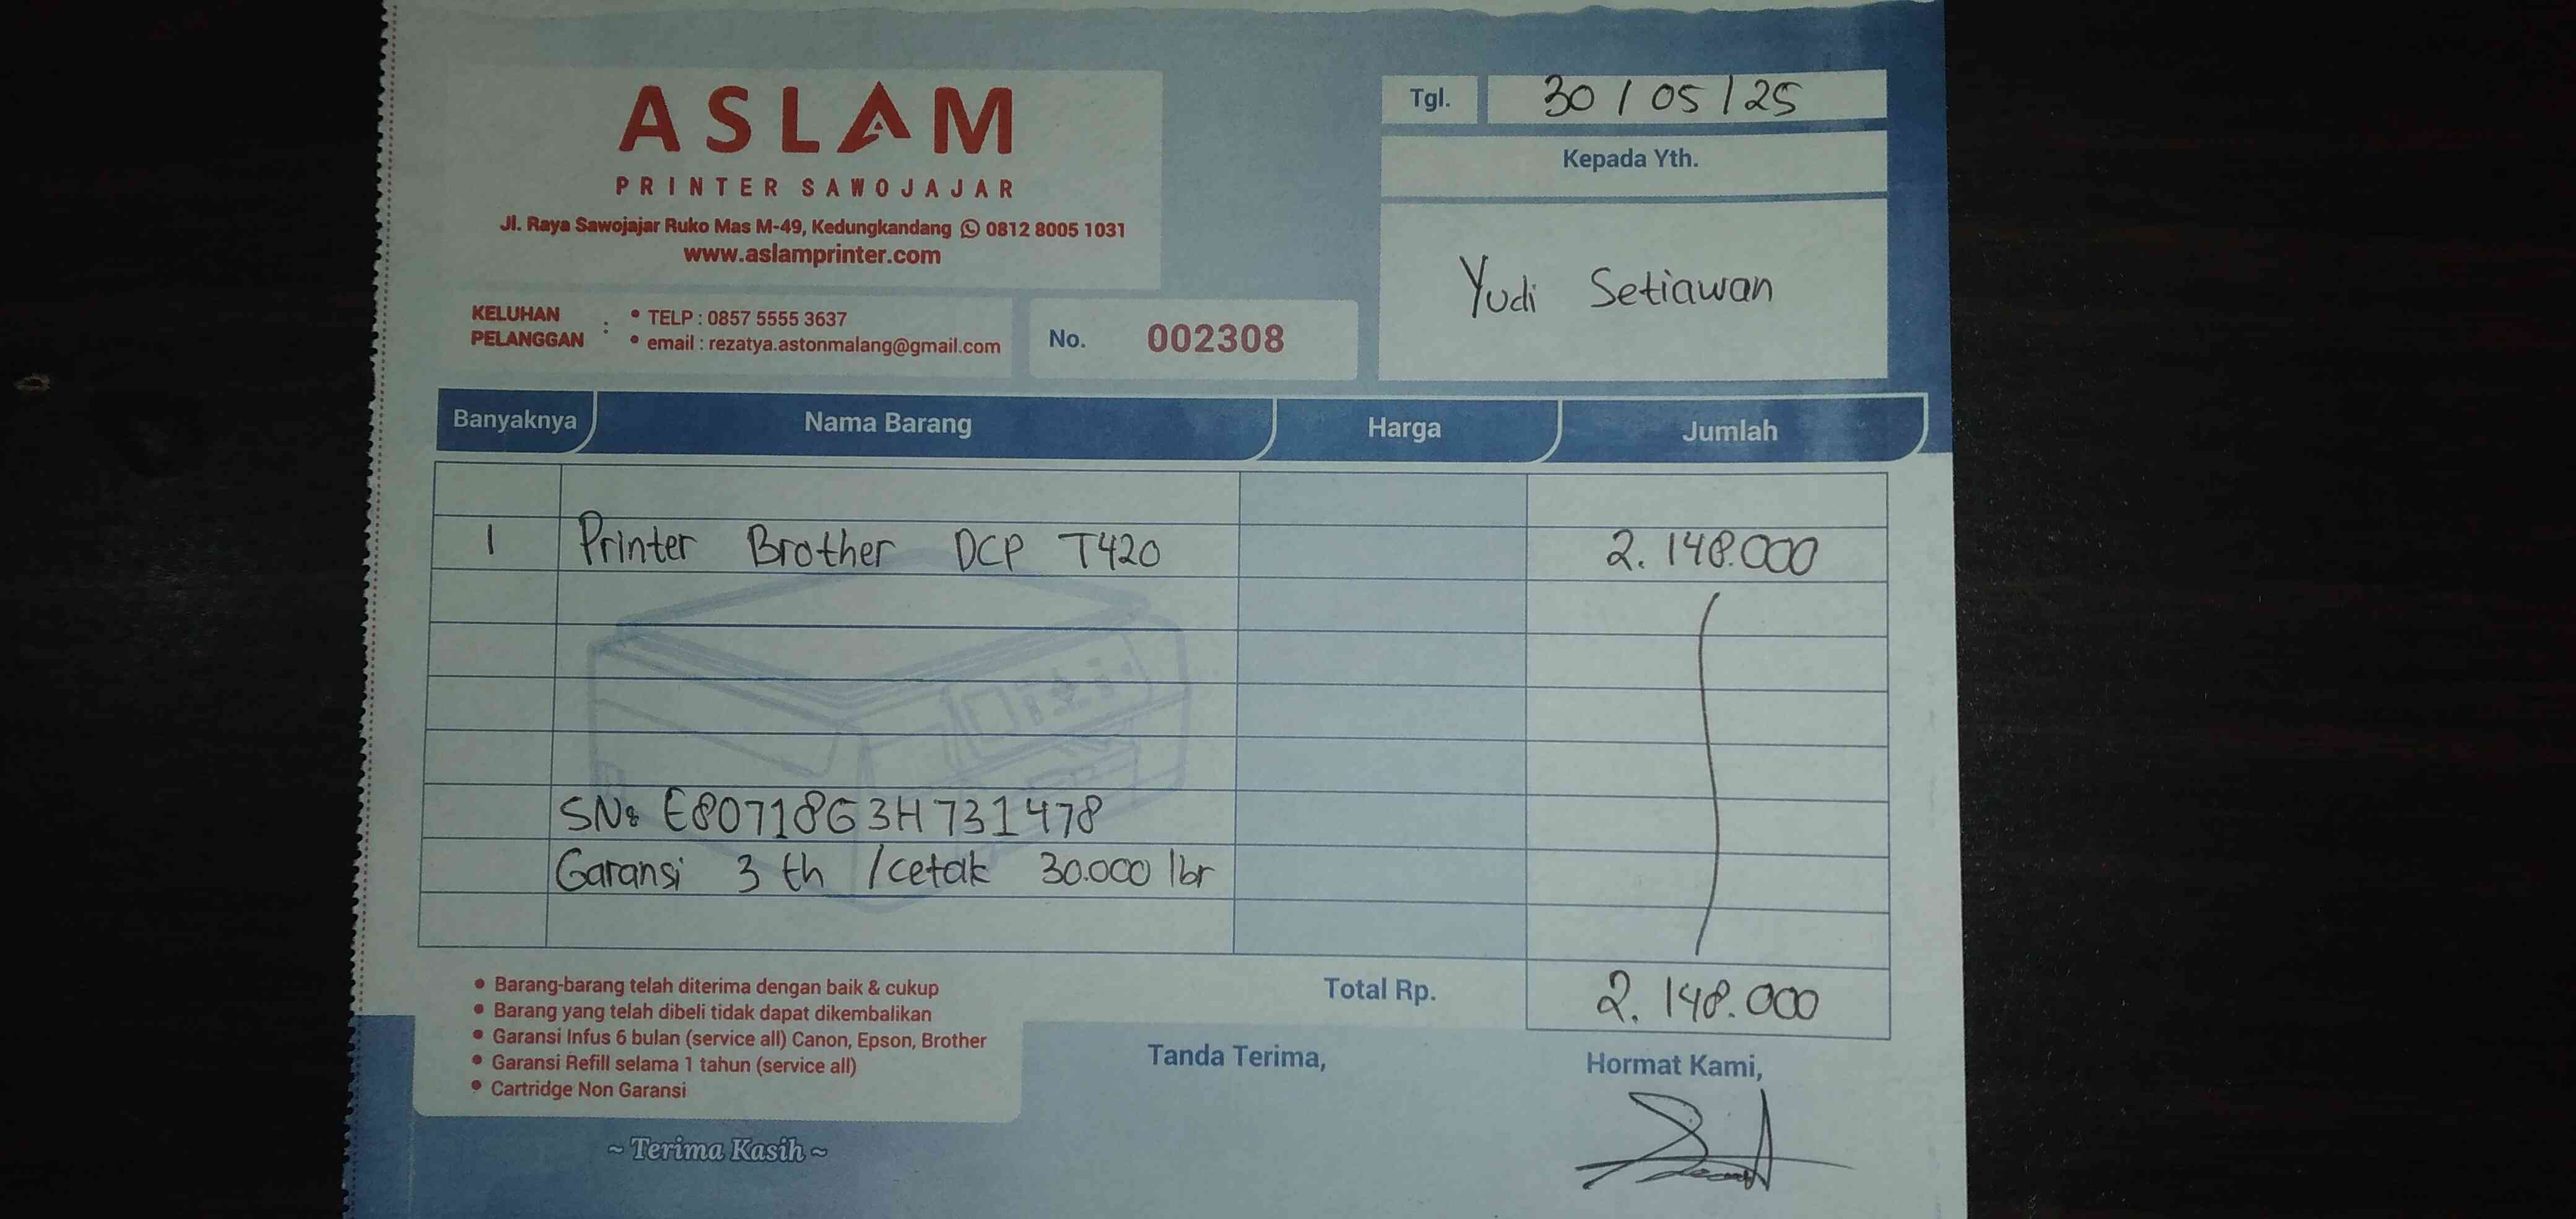 ASLAM
PRINTER SAWOJAJAR
Jl. Raya Sawojajar Ruko Mas M-49, Kedungkandang 0812 8005 1031
www.aslamprinter.com
KELUHAN PELANGGAN :
• TELP : 0857 5555 3637
• email : rezatya.astonmalang@gmail.com
No. 002308
Tgl. 30/05/25
Kepada Yth.
Yudi Setiawan
Banyaknya Nama Barang Harga Jumlah
1 Printer Brother DCP T420 2.148.000
SN: E80718G3H731478
Garansi 3 th /cetak 30.000 lbr
Total Rp. 2.148.000
• Barang-barang telah diterima dengan baik & cukup
• Barang yang telah dibeli tidak dapat dikembalikan
• Garansi Infus 6 bulan (service all) Canon, Epson, Brother
• Garansi Refill selama 1 tahun (service all)
• Cartridge Non Garansi
Tanda Terima,
Hormat Kami,
~ Terima Kasih ~